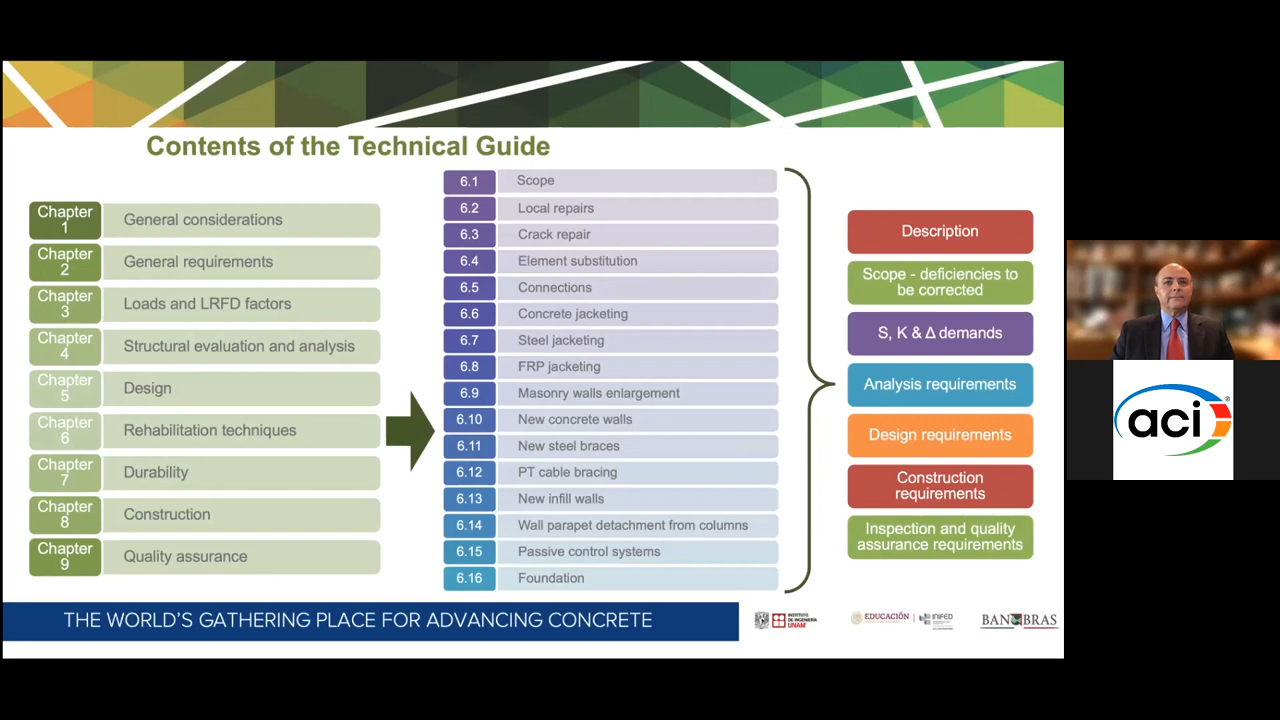 Contents of the Technical Guide
Chapter
1
General considerations
Chapter
2
General requirements
Chapter
3
Loads and LRFD factors
Chapter
4
Structural evaluation and analysis
Chapter
5
Design
Chapter
6
Rehabilitation techniques
Chapter
7
Durability
Chapter
8
Construction
Chapter
9
Quality assurance
6.1 Scope
6.2 Local repairs
6.3 Crack repair
6.4 Element substitution
6.5 Connections
6.6 Concrete jacketing
6.7 Steel jacketing
6.8 FRP jacketing
6.9 Masonry walls enlargement
6.10 New concrete walls
6.11 New steel braces
6.12 PT cable bracing
6.13 New infill walls
6.14 Wall parapet detachment from columns
6.15 Passive control systems
6.16 Foundation
Description
Scope - deficiencies to
be corrected
S, K & Δ demands
Analysis requirements
Design requirements
Construction
requirements
Inspection and quality
assurance requirements
THE WORLD'S GATHERING PLACE FOR ADVANCING CONCRETE
INSTITUTO
DE INGENIERÍA
UNAM
EDUCACIÓN
INIFED
BANOBRAS
aci®